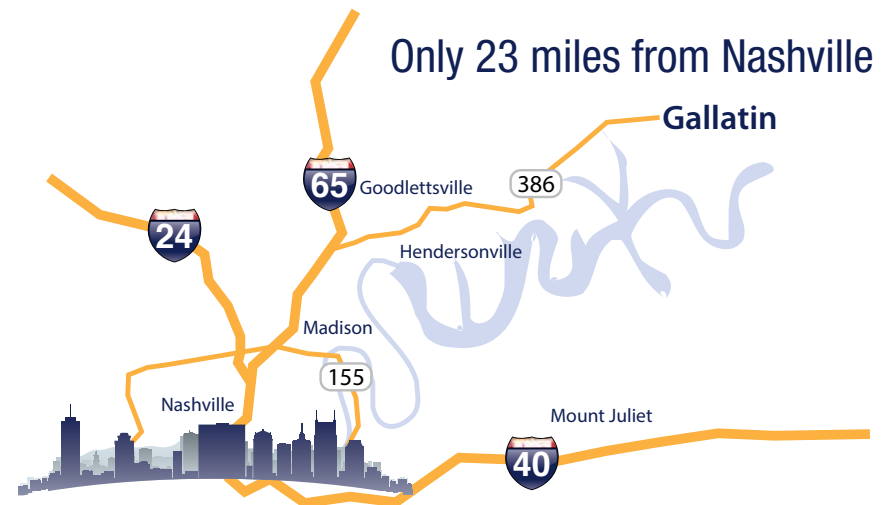 Only 23 miles from Nashville
Gallatin
386
65
Goodlettsville
24
Hendersonville
Madison
155
Nashville
Mount Juliet
40